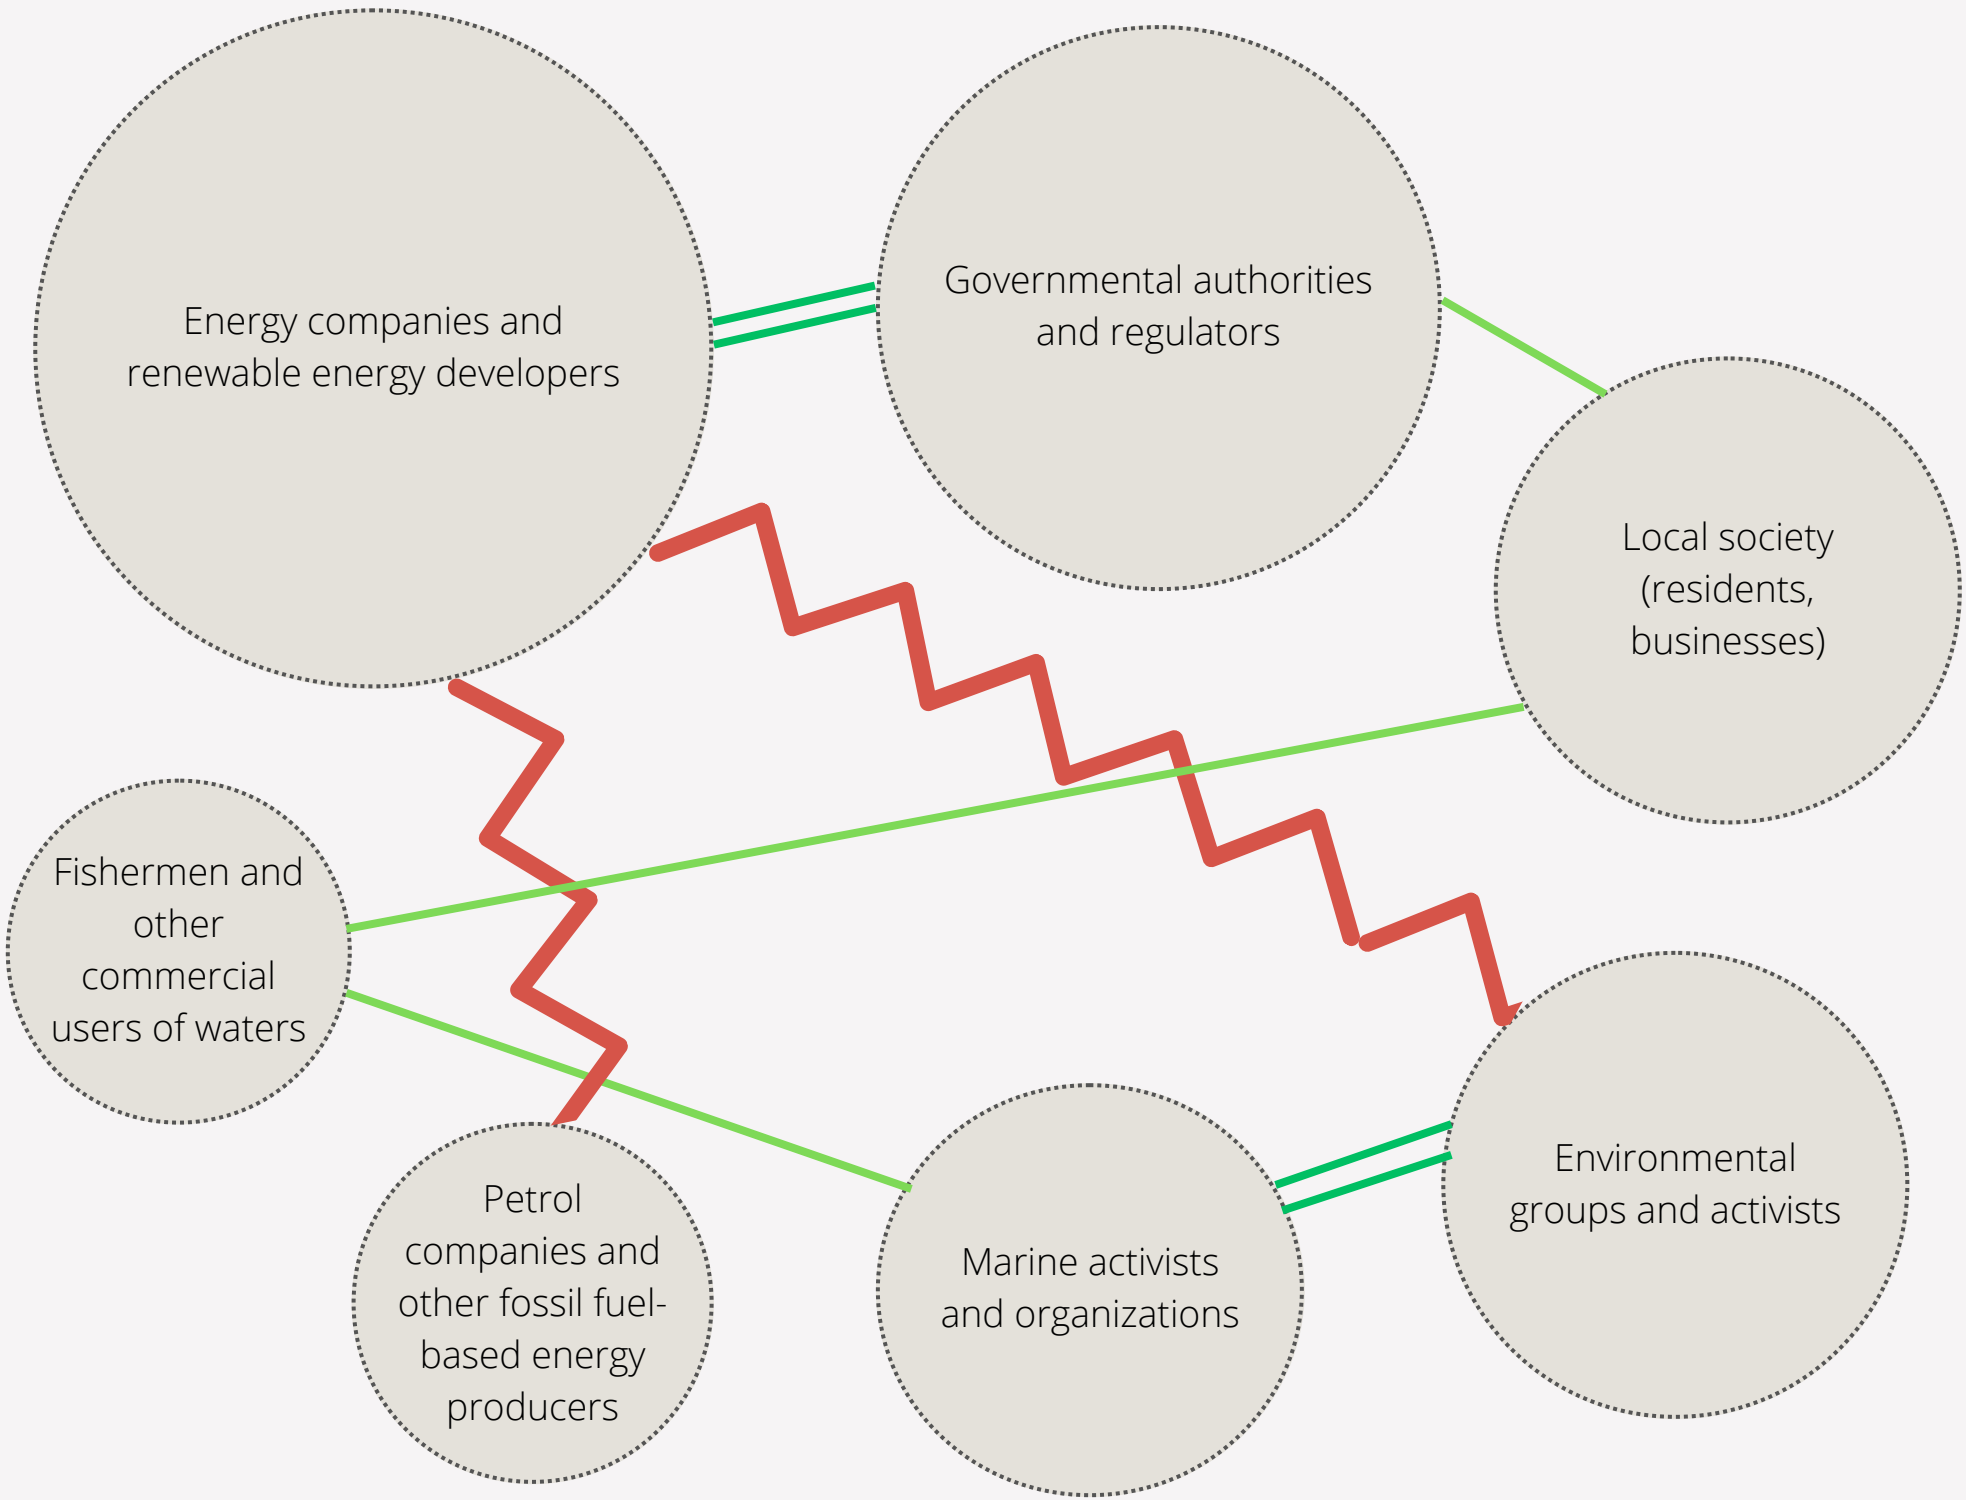 Energy companies and
renewable energy developers
Governmental authorities
and regulators
Local society
(residents,
businesses)
Fishermen and
other
commercial
users of waters
Petrol
companies and
other fossil fuel-
based energy
producers
Marine activists
and organizations
Environmental
groups and activists